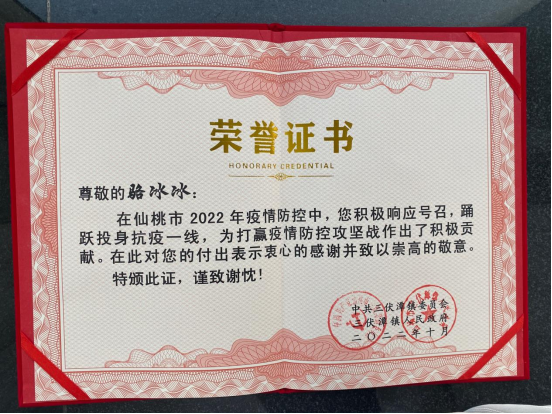 荣誉证书
HONORARY CREDENTIAL
尊敬的骆冰冰：
在仙桃市 2022 年疫情防控中，您积极响应号召，踊
跃投身抗疫一线，为打赢疫情防控攻坚战作出了积极贡
献。在此对您的付出表示衷心的感谢并致以崇高的敬意。
特颁此证，谨致谢忱！
中共三伏潭镇委员会
三伏潭镇人民政府
二〇二二年十月